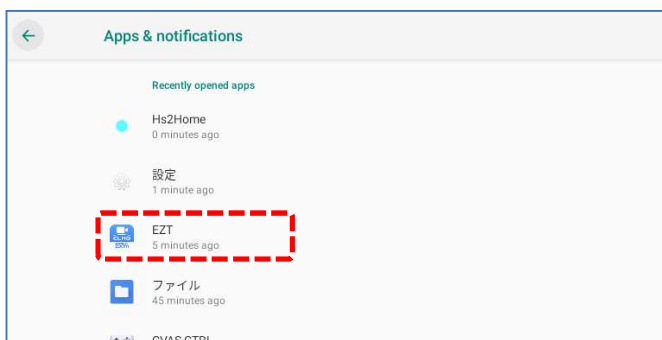 Apps & notifications
Recently opened apps
Hs2Home
0 minutes ago
設定
1 minute ago
EZT
5 minutes ago
ファイル
45 minutes ago